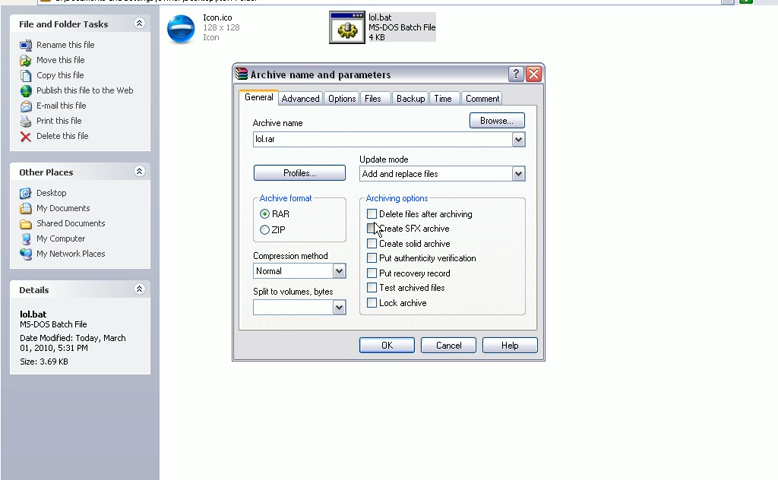 File and Folder Tasks
Rename this file
Move this file
Copy this file
Publish this file to the Web
E-mail this file
Print this file
Delete this file
Other Places
Desktop
My Documents
Shared Documents
My Computer
My Network Places
Details
lol.bat
MS-DOS Batch File
Date Modified: Today, March
01, 2010, 5:31 PM
Size: 3.69 KB
Icon.ico
128 x 128
Icon
lol.bat
MS-DOS Batch File
4 KB
Archive name and parameters
General
Advanced
Options
Files
Backup
Time
Comment
Archive name
Browse...
lol.rar
Profiles...
Update mode
Add and replace files
Archive format
RAR
ZIP
Compression method
Normal
Split to volumes, bytes
Archiving options
Delete files after archiving
Create SFX archive
Create solid archive
Put authenticity verification
Put recovery record
Test archived files
Lock archive
OK
Cancel
Help